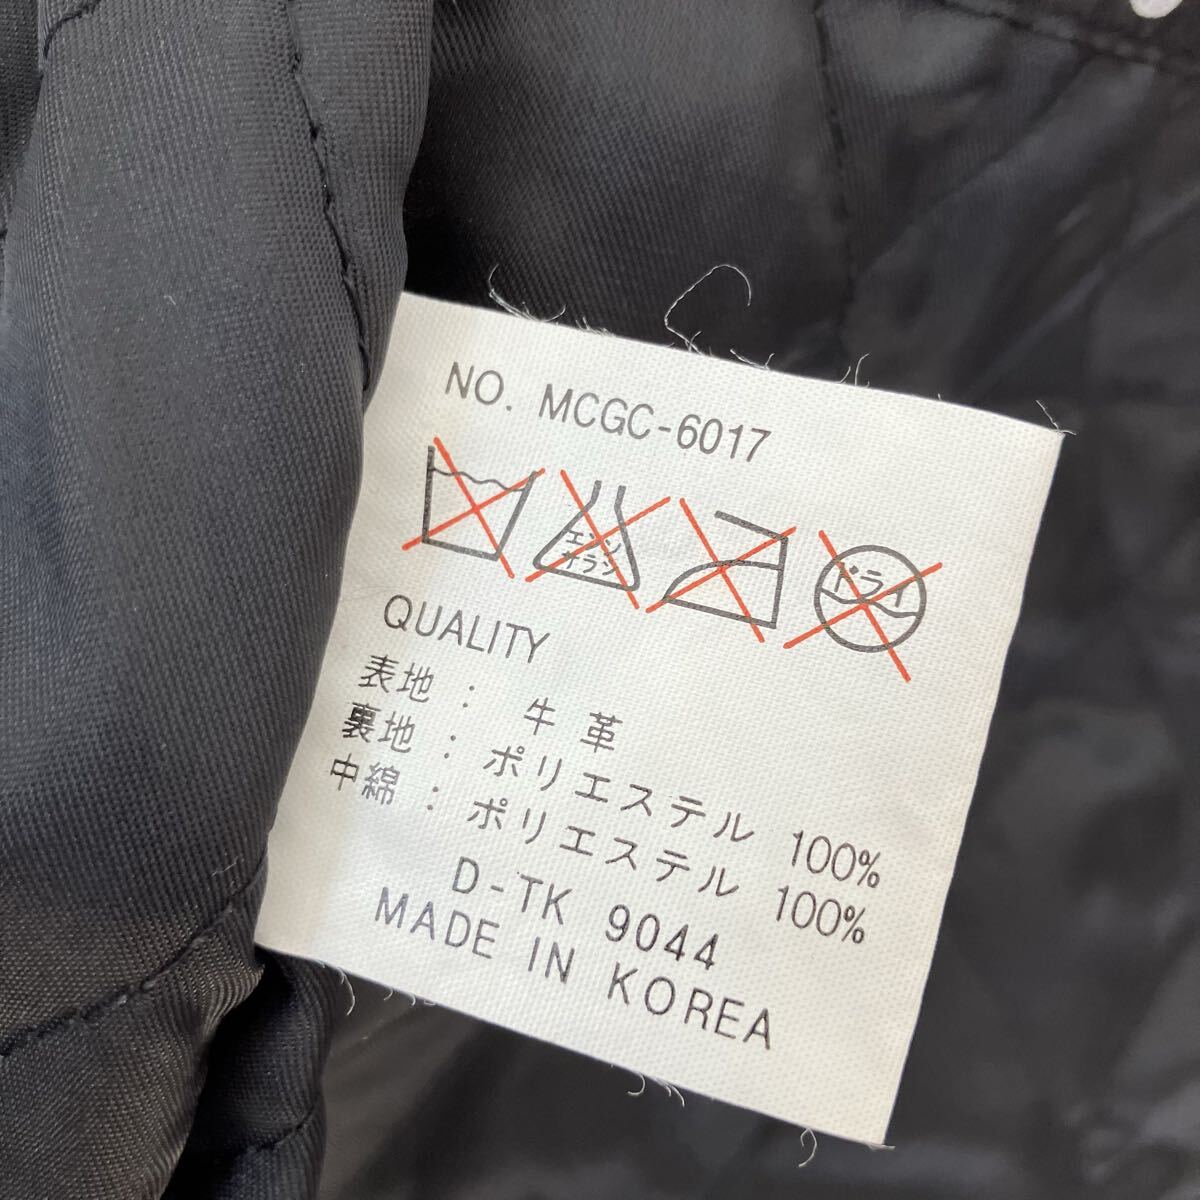 NO. MCGC-6017
エンソ
サラシ
ドライ
QUALITY
表地 : 牛革
裏地 : ポリエステル 100%
中綿 : ポリエステル 100%
D-TK 9044
MADE IN KOREA